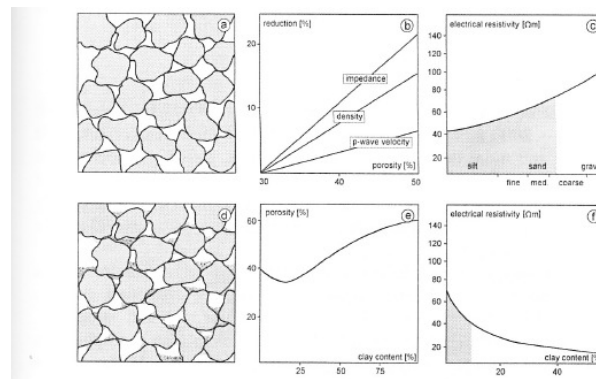 a
reduction [%]
b
20
10
impedance
density
p-wave velocity
porosity [%]
30
40
50
electrical resistivity [Ωm]
c
140
120
100
80
60
40
20
silt
sand
grav
fine med. coarse
d
porosity [%]
e
60
40
20
clay content [%]
50
electrical resistivity [Ωm]
f
140
120
100
80
60
40
20
clay content [%]
0
20
40